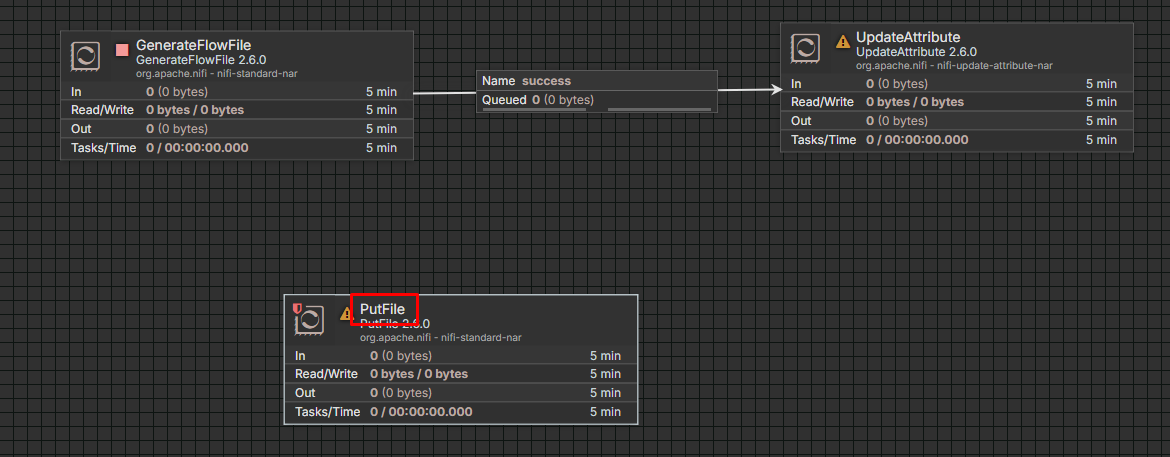 GenerateFlowFile
GenerateFlowFile 2.6.0
org.apache.nifi - nifi-standard-nar
In 0 (0 bytes) 5 min
Read/Write 0 bytes / 0 bytes 5 min
Out 0 (0 bytes) 5 min
Tasks/Time 0 / 00:00:00.000 5 min
Name success
Queued 0 (0 bytes)
UpdateAttribute
UpdateAttribute 2.6.0
org.apache.nifi - nifi-update-attribute-nar
In 0 (0 bytes) 5 min
Read/Write 0 bytes / 0 bytes 5 min
Out 0 (0 bytes) 5 min
Tasks/Time 0 / 00:00:00.000 5 min
PutFile
PutFile 2.6.0
org.apache.nifi - nifi-standard-nar
In 0 (0 bytes) 5 min
Read/Write 0 bytes / 0 bytes 5 min
Out 0 (0 bytes) 5 min
Tasks/Time 0 / 00:00:00.000 5 min